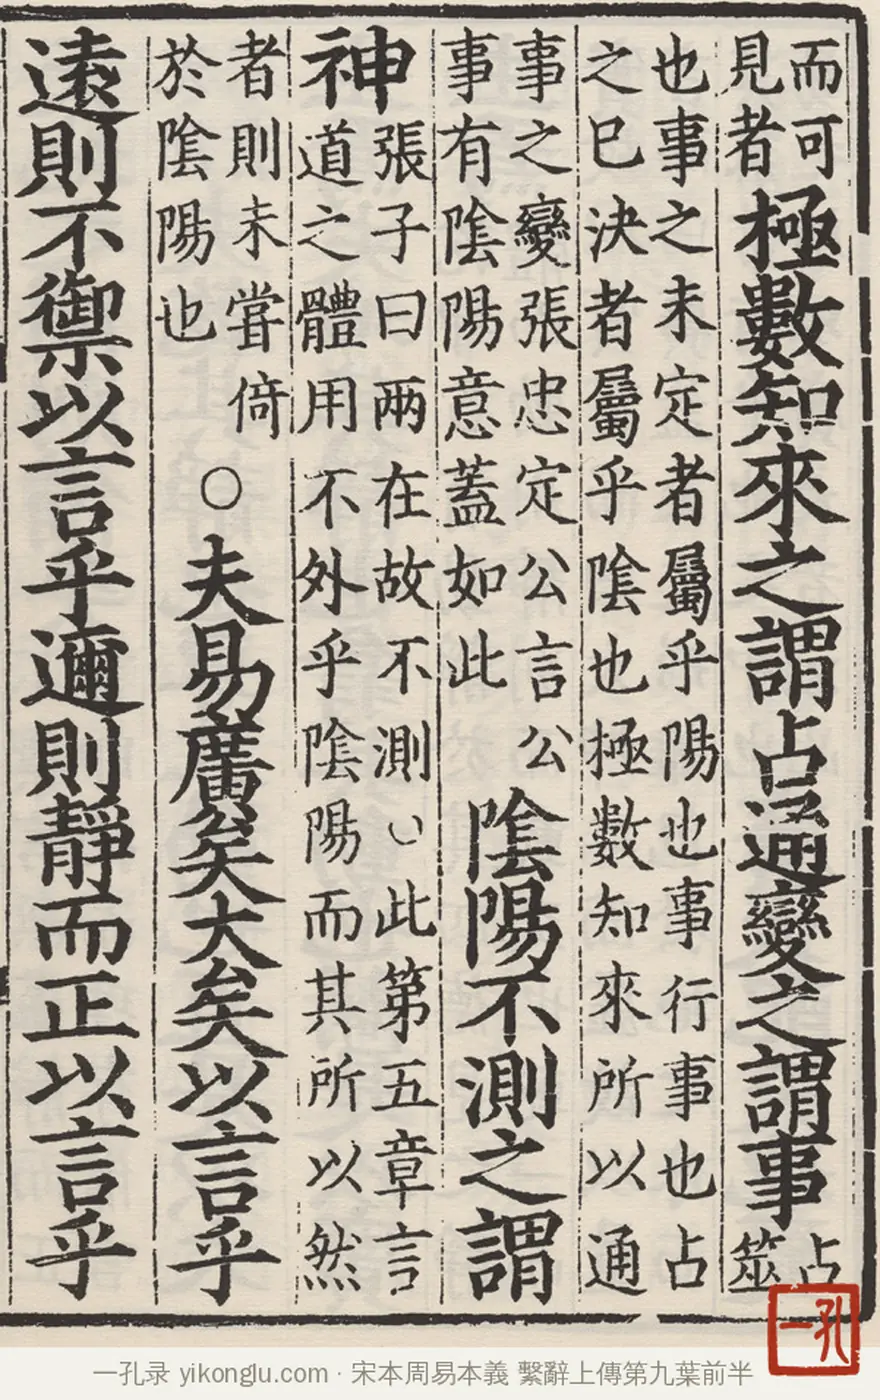 而可
見者
極數知來之謂占通變之謂事
占
筮
也事之未定者屬乎陽也事行事也占
之巳決者屬乎陰也極數知來所以通
事之變張忠定公言公
事有陰陽意蓋如此
陰陽不測之謂
神
張子曰兩在故不測○此第五章言
道之體用不外乎陰陽而其所以然
者則未嘗倚
於陰陽也
○夫易廣矣大矣以言乎
遠則不禦以言乎邇則靜而正以言乎
一孔
一孔录 yikonglu.com · 宋本周易本義 繫辭上傳第九葉前半